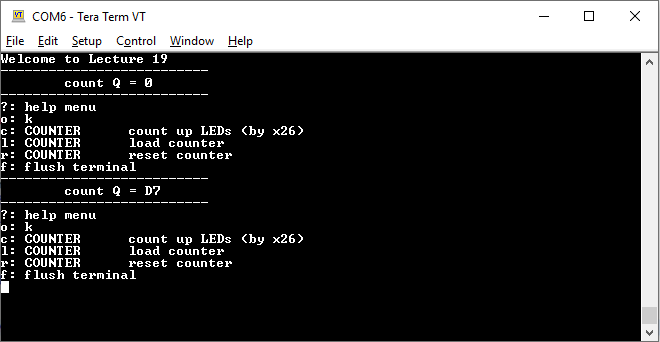 COM6 - Tera Term VT
File Edit Setup Control Window Help
Welcome to Lecture 19
--------------------------
count Q = 0
--------------------------
?: help menu
o: k
c: COUNTER      count up LEDs (by x26)
l: COUNTER      load counter
r: COUNTER      reset counter
f: flush terminal
--------------------------
count Q = D7
--------------------------
?: help menu
o: k
c: COUNTER      count up LEDs (by x26)
l: COUNTER      load counter
r: COUNTER      reset counter
f: flush terminal